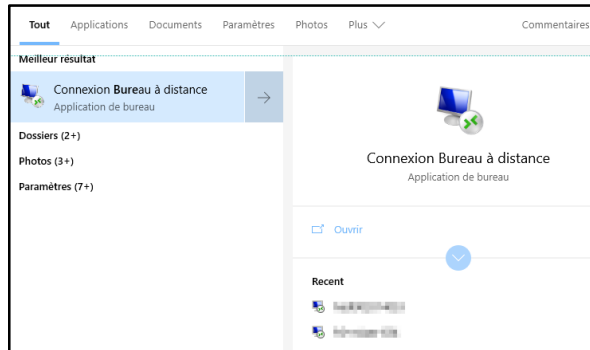 Tout Applications Documents Paramètres Photos Plus Commentaires
Meilleur résultat
Connexion Bureau à distance
Application de bureau
Dossiers (2+)
Photos (3+)
Paramètres (7+)
Connexion Bureau à distance
Application de bureau
Ouvrir
Recent